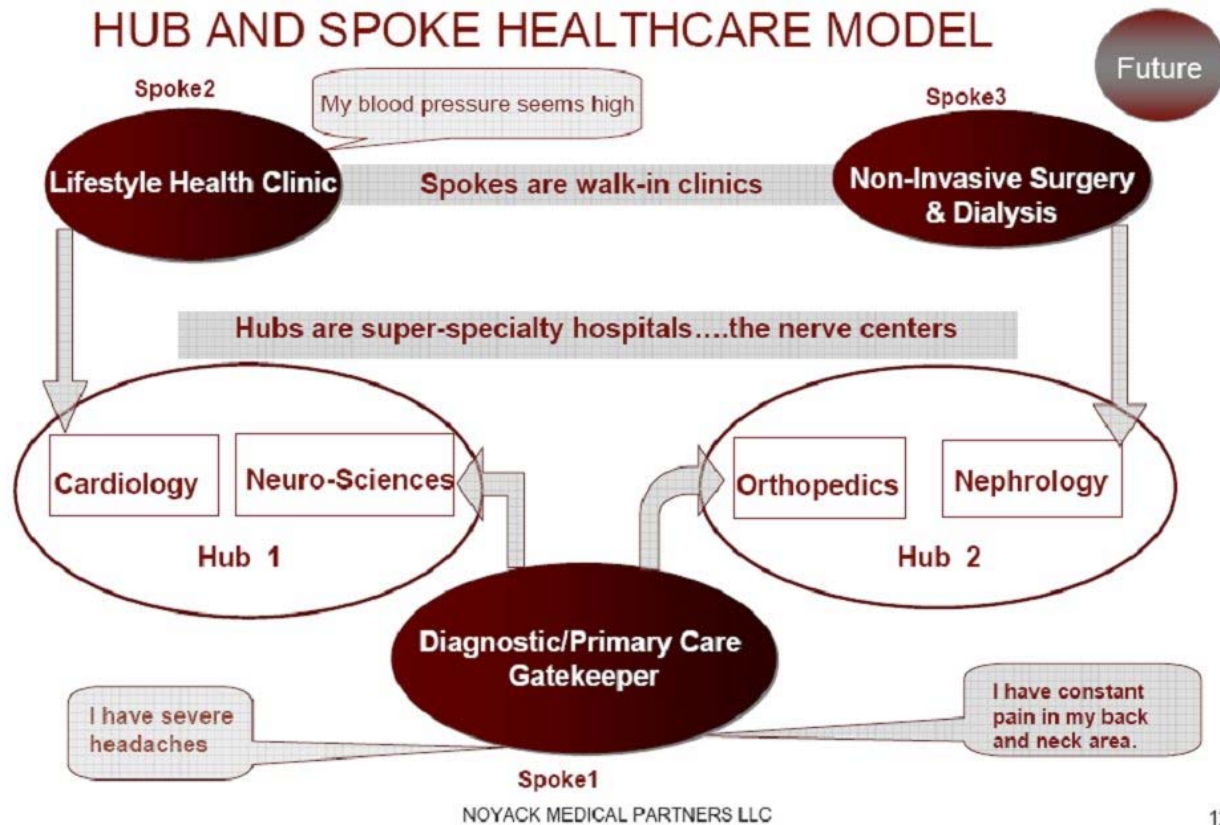 HUB AND SPOKE HEALTHCARE MODEL
Future
Spoke2
My blood pressure seems high
Spoke3
Lifestyle Health Clinic
Spokes are walk-in clinics
Non-Invasive Surgery
& Dialysis
Hubs are super-specialty hospitals....the nerve centers
Cardiology
Neuro-Sciences
Hub 1
Orthopedics
Nephrology
Hub 2
Diagnostic/Primary Care
Gatekeeper
I have severe
headaches
I have constant
pain in my back
and neck area.
Spoke1
NOYACK MEDICAL PARTNERS LLC